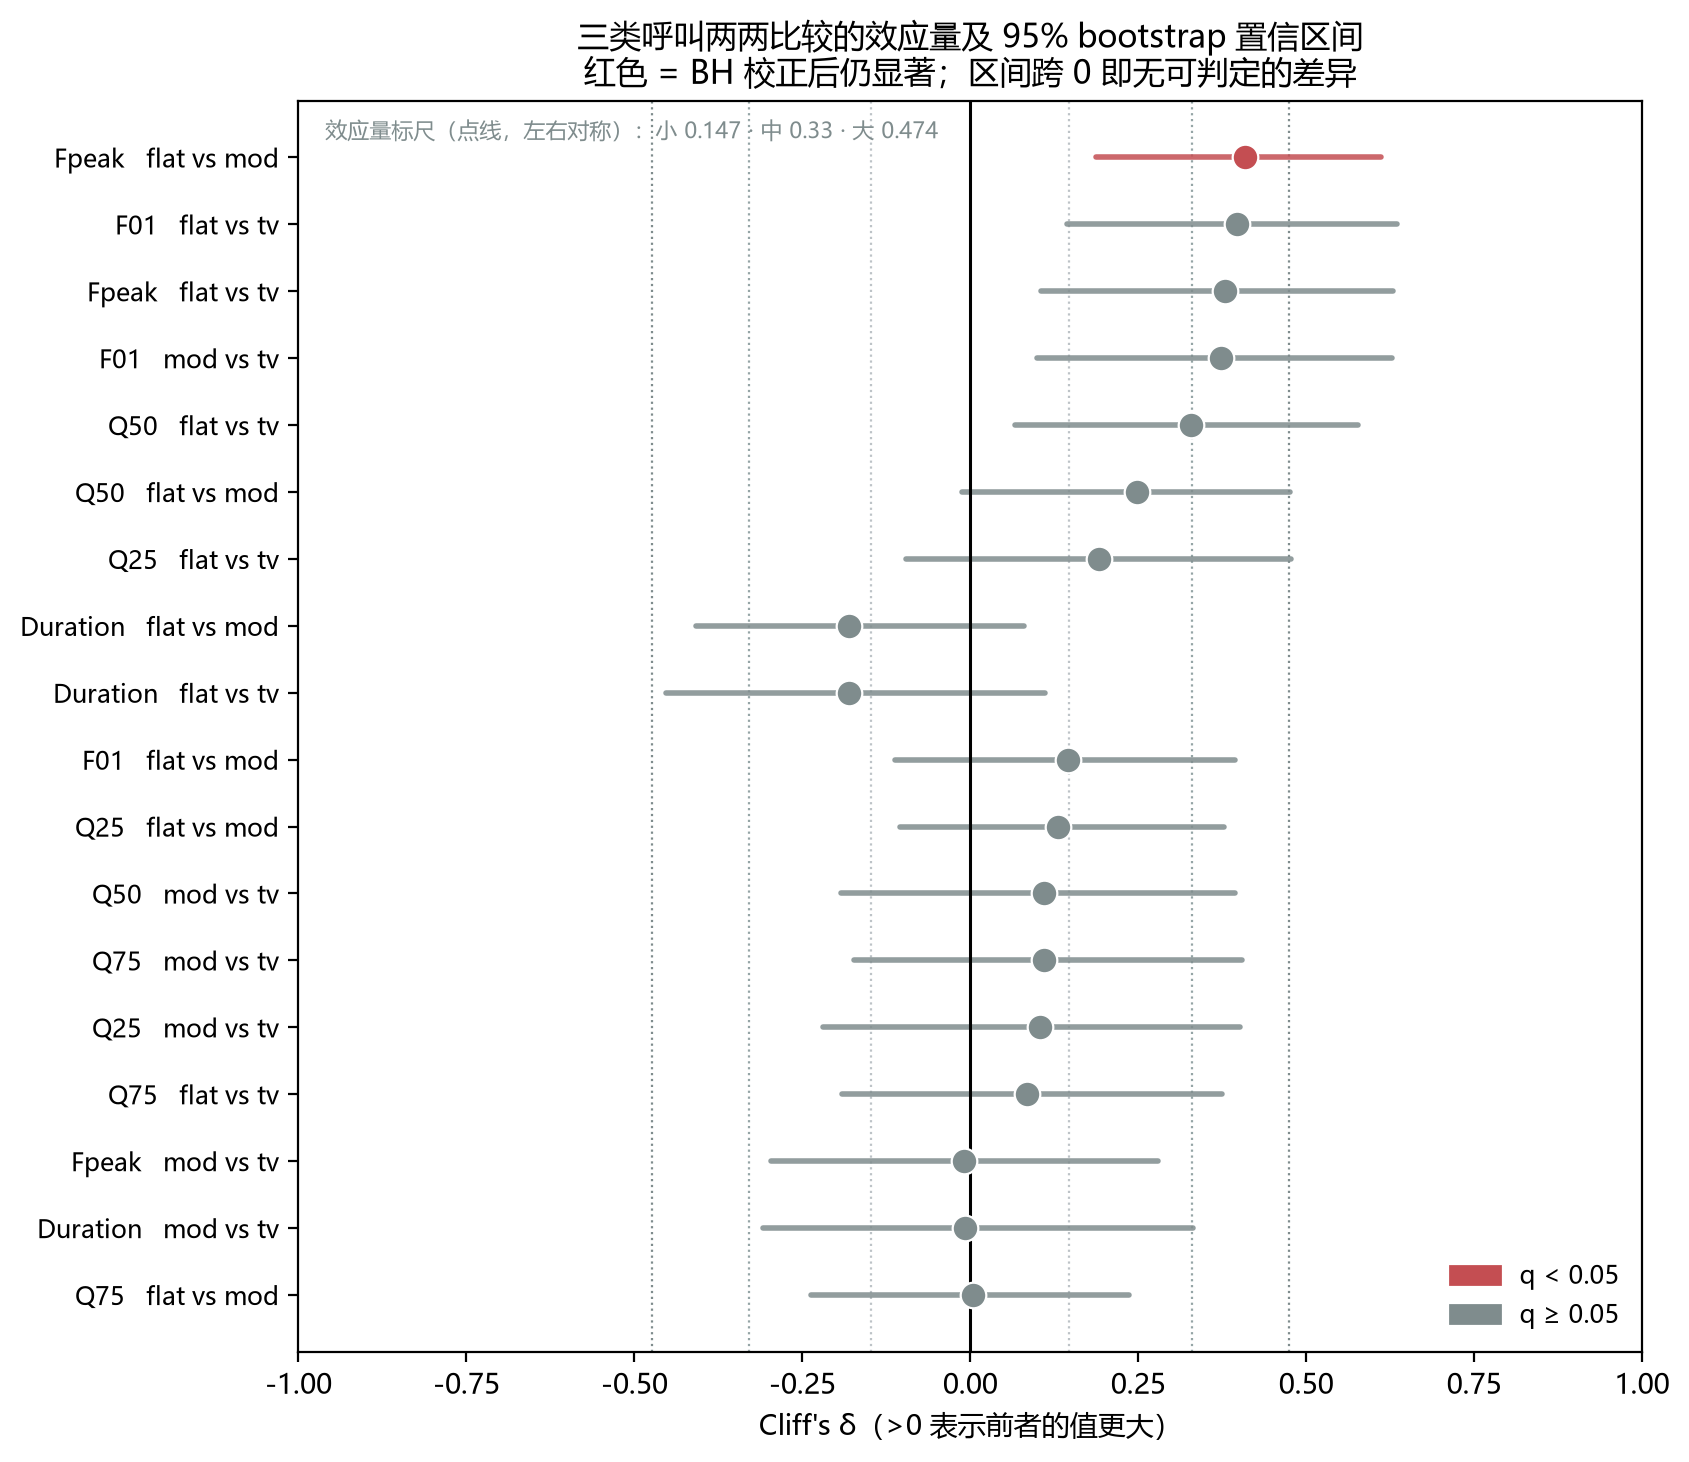 三类呼叫两两比较的效应量及 95% bootstrap 置信区间
红色 = BH 校正后仍显著；区间跨 0 即无可判定的差异
效应量标尺（点线，左右对称）：小 0.147 · 中 0.33 · 大 0.474
Fpeak flat vs mod
F01 flat vs tv
Fpeak flat vs tv
F01 mod vs tv
Q50 flat vs tv
Q50 flat vs mod
Q25 flat vs tv
Duration flat vs mod
Duration flat vs tv
F01 flat vs mod
Q25 flat vs mod
Q50 mod vs tv
Q75 mod vs tv
Q25 mod vs tv
Q75 flat vs tv
Fpeak mod vs tv
Duration mod vs tv
Q75 flat vs mod
q < 0.05
q ≥ 0.05
-1.00 -0.75 -0.50 -0.25 0.00 0.25 0.50 0.75 1.00
Cliff's δ（>0 表示前者的值更大）